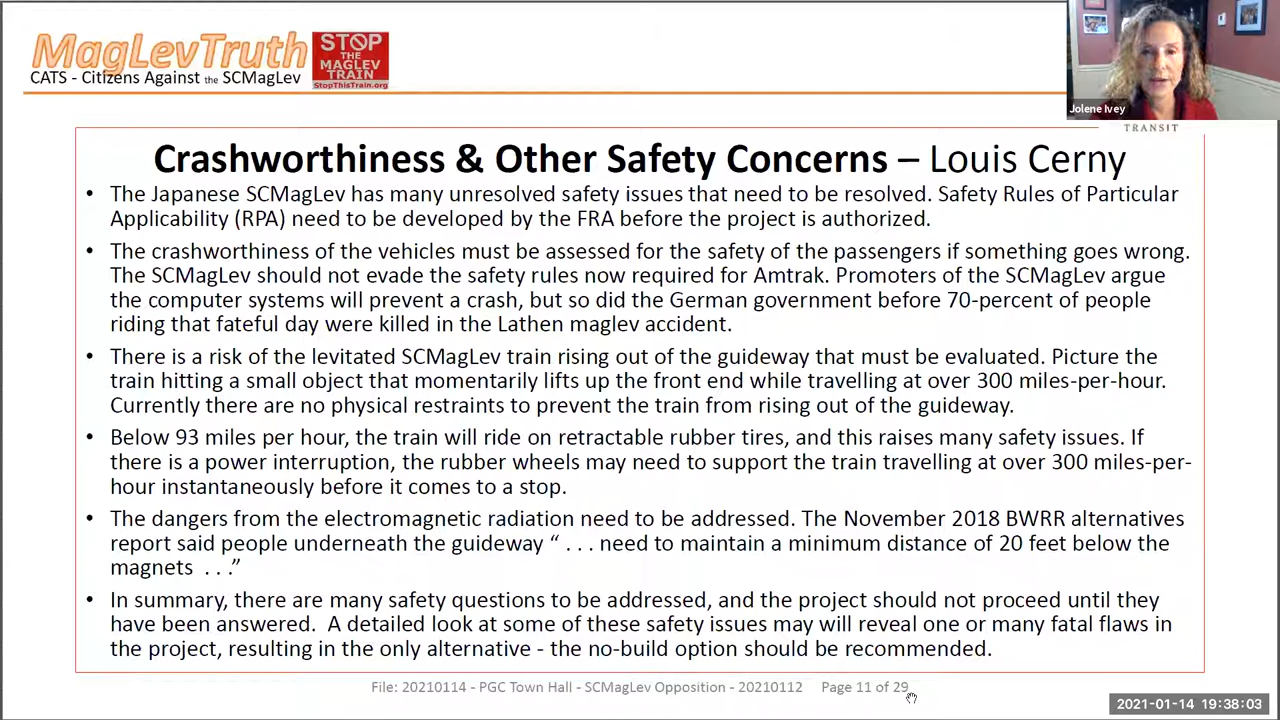 MagLevTruth
CATS - Citizens Against the SCMagLev
STOP
THE
MAGLEV
TRAIN
StopThisTrain.org
Jolene Ivey
TRANSIT
Crashworthiness & Other Safety Concerns – Louis Cerny
• The Japanese SCMagLev has many unresolved safety issues that need to be resolved. Safety Rules of Particular
Applicability (RPA) need to be developed by the FRA before the project is authorized.
• The crashworthiness of the vehicles must be assessed for the safety of the passengers if something goes wrong.
The SCMagLev should not evade the safety rules now required for Amtrak. Promoters of the SCMagLev argue
the computer systems will prevent a crash, but so did the German government before 70-percent of people
riding that fateful day were killed in the Lathen maglev accident.
• There is a risk of the levitated SCMagLev train rising out of the guideway that must be evaluated. Picture the
train hitting a small object that momentarily lifts up the front end while travelling at over 300 miles-per-hour.
Currently there are no physical restraints to prevent the train from rising out of the guideway.
• Below 93 miles per hour, the train will ride on retractable rubber tires, and this raises many safety issues. If
there is a power interruption, the rubber wheels may need to support the train travelling at over 300 miles-per-
hour instantaneously before it comes to a stop.
• The dangers from the electromagnetic radiation need to be addressed. The November 2018 BWRR alternatives
report said people underneath the guideway “ . . . need to maintain a minimum distance of 20 feet below the
magnets . . .”
• In summary, there are many safety questions to be addressed, and the project should not proceed until they
have been answered.  A detailed look at some of these safety issues may will reveal one or many fatal flaws in
the project, resulting in the only alternative - the no-build option should be recommended.
File: 20210114 - PGC Town Hall - SCMagLev Opposition - 20210112 Page 11 of 29
2021-01-14 19:38:03